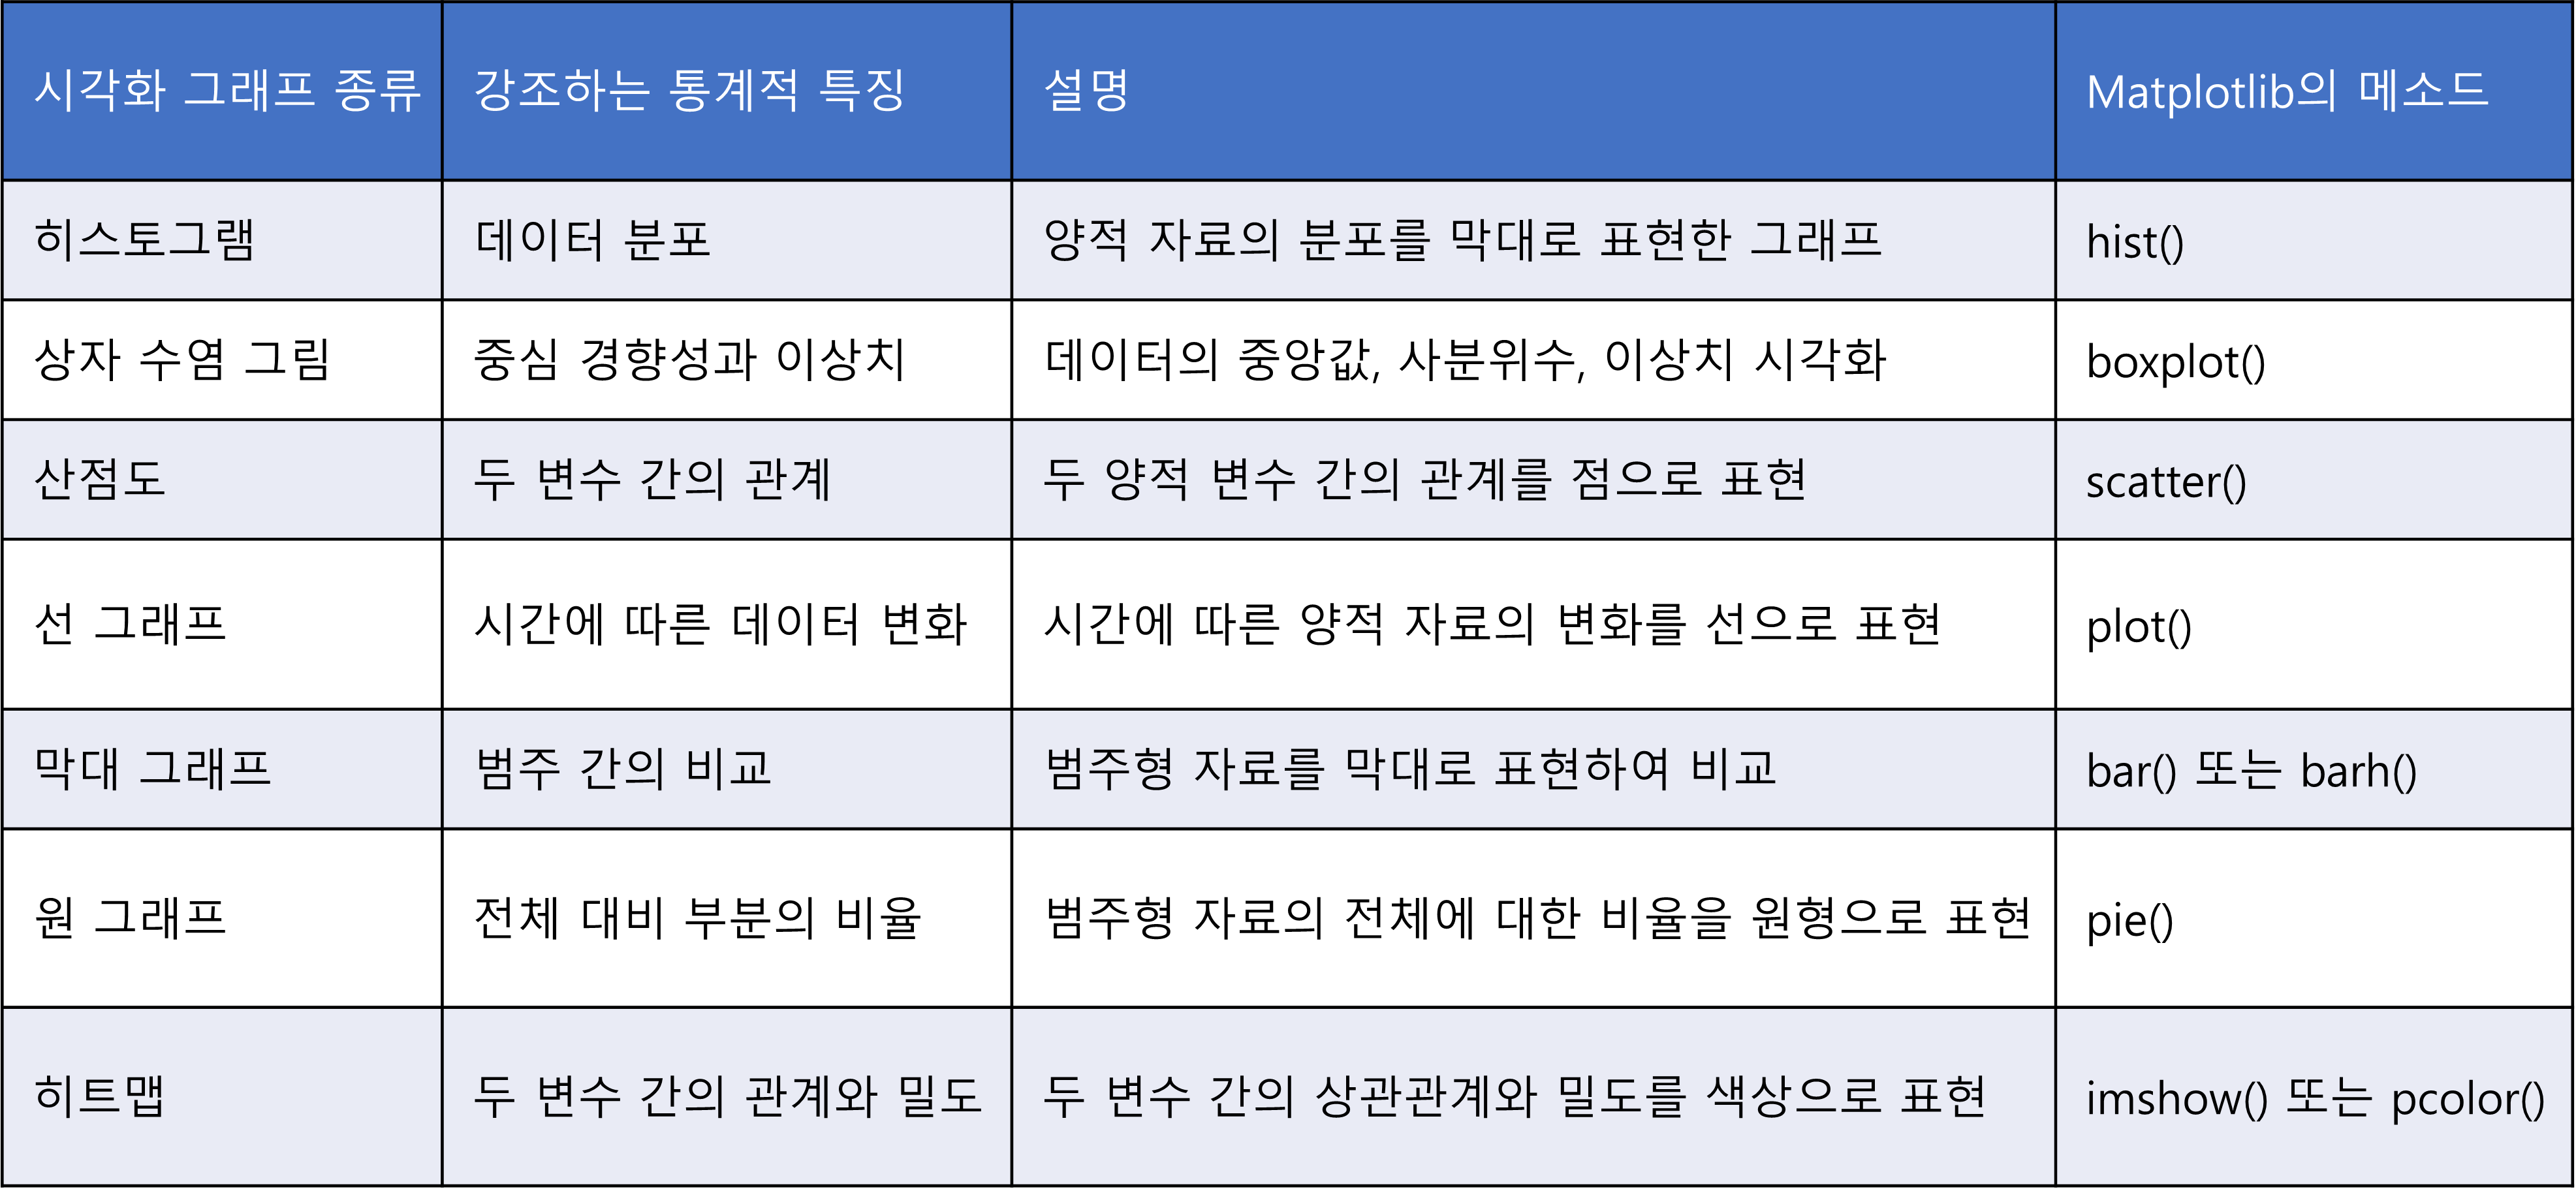 시각화 그래프 종류 강조하는 통계적 특징 설명 Matplotlib의 메소드
히스토그램 데이터 분포 양적 자료의 분포를 막대로 표현한 그래프 hist()
상자 수염 그림 중심 경향성과 이상치 데이터의 중앙값, 사분위수, 이상치 시각화 boxplot()
산점도 두 변수 간의 관계 두 양적 변수 간의 관계를 점으로 표현 scatter()
선 그래프 시간에 따른 데이터 변화 시간에 따른 양적 자료의 변화를 선으로 표현 plot()
막대 그래프 범주 간의 비교 범주형 자료를 막대로 표현하여 비교 bar() 또는 barh()
원 그래프 전체 대비 부분의 비율 범주형 자료의 전체에 대한 비율을 원형으로 표현 pie()
히트맵 두 변수 간의 관계와 밀도 두 변수 간의 상관관계와 밀도를 색상으로 표현 imshow() 또는 pcolor()